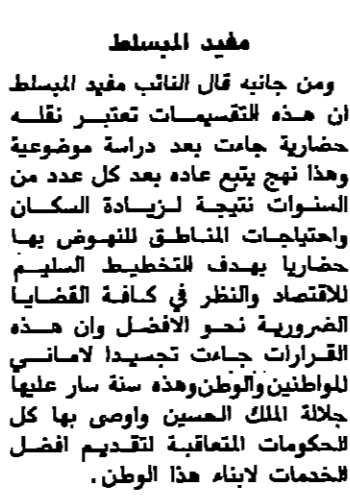 مفيد المبسلط
ومن جانبه قال النائب مفيد المبسلط
ان هذه التقسيمات تعتبر نقله
حضارية جاءت بعد دراسة موضوعية
وهذا نهج يتبع عاده بعد كل عدد من
السنوات نتيجة لزيادة السكان
واحتياجات المناطق للنهوض بها
حضاريا بهدف التخطيط السليم
للاقتصاد والنظر في كافة القضايا
الضرورية نحو الافضل وان هذه
القرارات جاءت تجسيدا لاماني
للمواطنين والوطن وهذه سنة سار عليها
جلالة الملك الحسين واوصى بها كل
الحكومات المتعاقبة لتقديم افضل
الخدمات لابناء هذا الوطن .